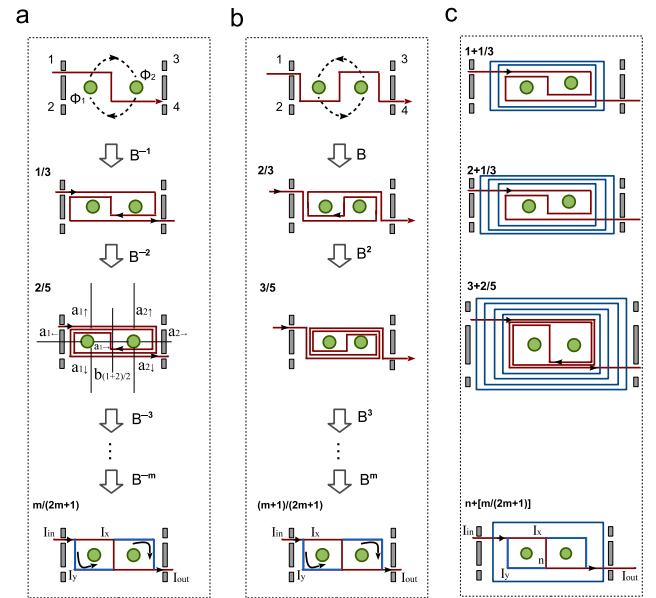 a
1
3
Φ2
Φ1
2
4
B−1
1/3
B−2
2/5
a1↑
a2↑
a1←
a2→
a1→
a1↓
a2↓
b(1+2)/2
B−3
B−m
m/(2m+1)
Iin
Ix
Iy
Iout
b
1
3
2
4
B
2/3
B2
3/5
B3
Bm
(m+1)/(2m+1)
Iin
Ix
Iy
Iout
c
1+1/3
2+1/3
3+2/5
n+[m/(2m+1)]
Iin
Ix
n
Iy
Iout